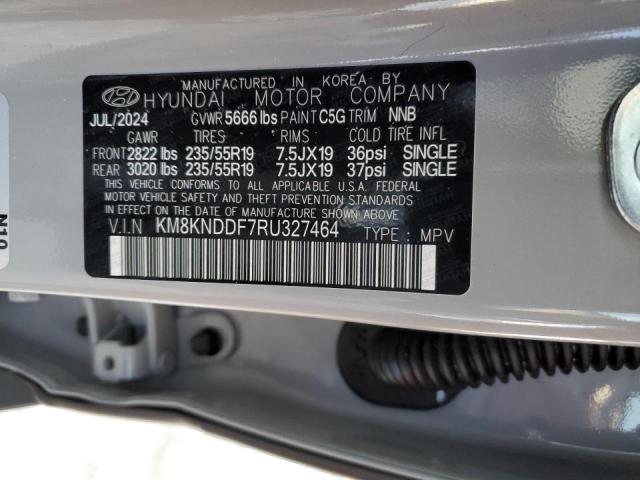 MANUFACTURED IN KOREA BY
HYUNDAI MOTOR COMPANY
JUL/2024 GVWR 5666 lbs PAINT C5G TRIM NNB
GAWR TIRES RIMS COLD TIRE INFL
FRONT 2822 lbs 235/55R19 7.5JX19 36psi SINGLE
REAR 3020 lbs 235/55R19 7.5JX19 37psi SINGLE
THIS VEHICLE CONFORMS TO ALL APPLICABLE U.S.A. FEDERAL
MOTOR VEHICLE SAFETY AND THEFT PREVENTION STANDARDS
IN EFFECT ON THE DATE OF MANUFACTURE SHOWN ABOVE.
V.I.N KM8KNDDF7RU327464 TYPE : MPV